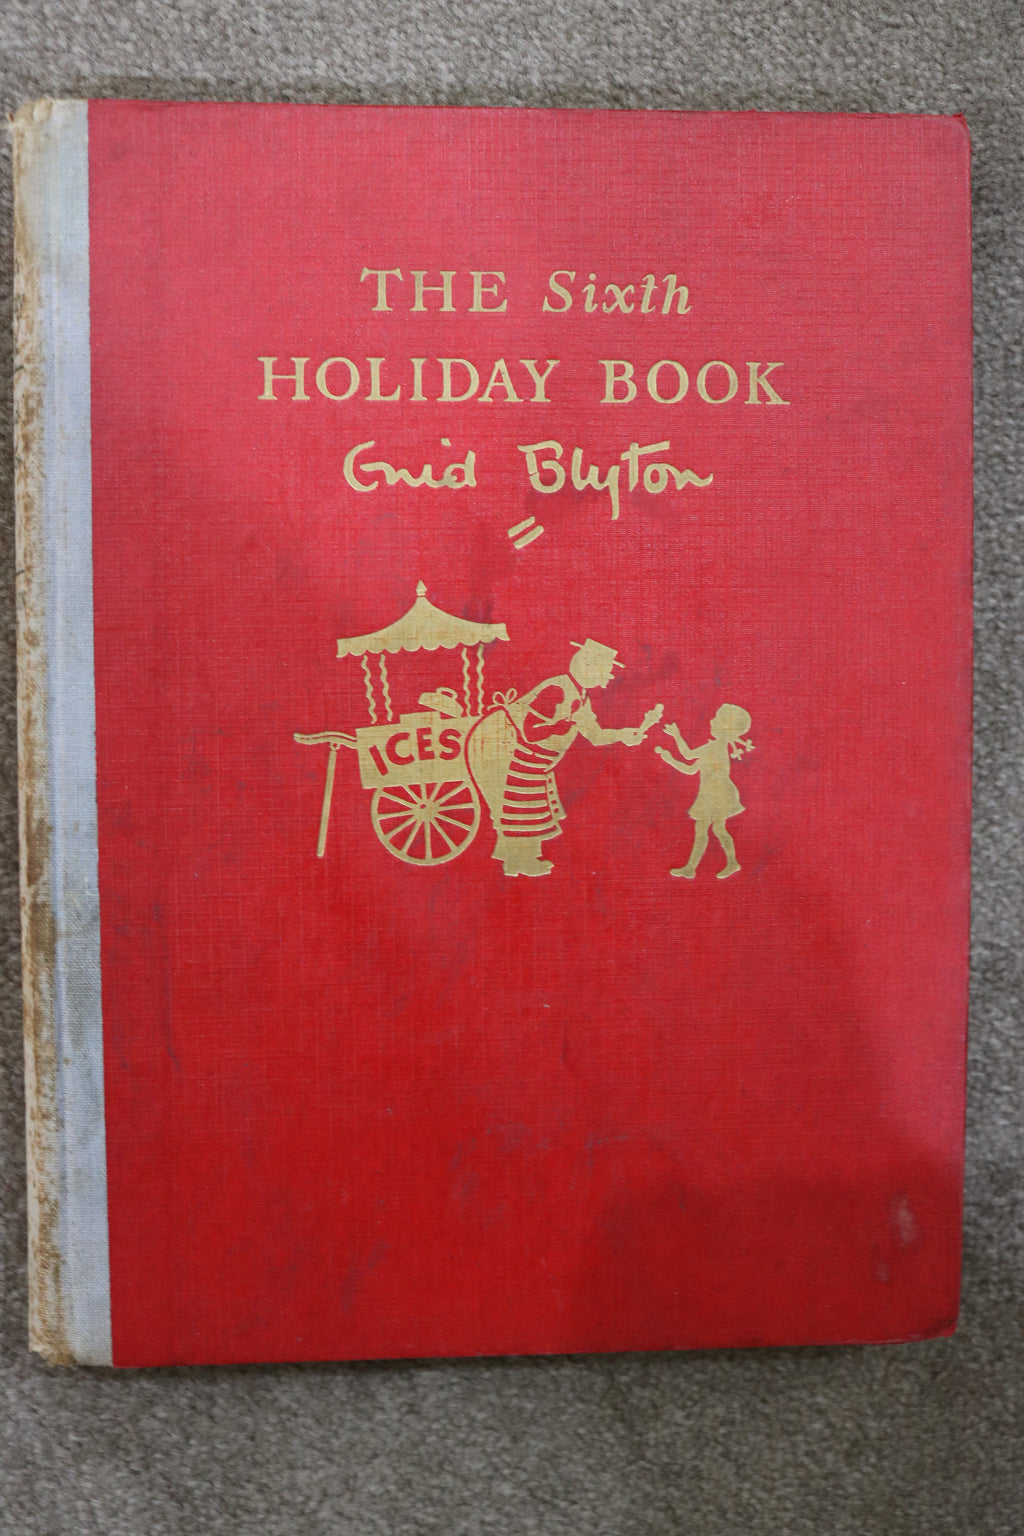 THE Sixth
HOLIDAY BOOK
Enid Blyton
ICES